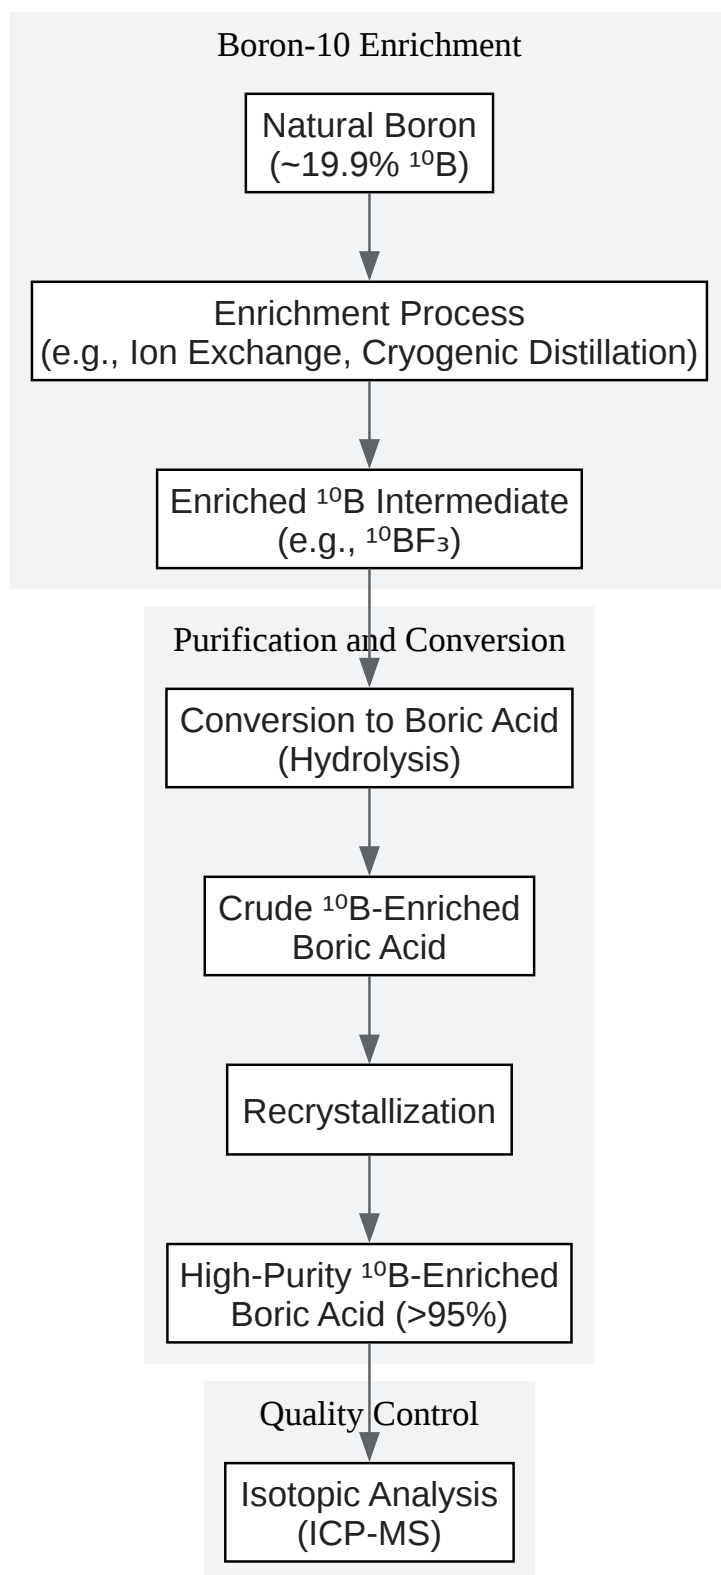 Boron-10 Enrichment
Natural Boron
(~19.9% ¹⁰B)
Enrichment Process
(e.g., Ion Exchange, Cryogenic Distillation)
Enriched ¹⁰B Intermediate
(e.g., ¹⁰BF₃)
Purification and Conversion
Conversion to Boric Acid
(Hydrolysis)
Crude ¹⁰B-Enriched
Boric Acid
Recrystallization
High-Purity ¹⁰B-Enriched
Boric Acid (>95%)
Quality Control
Isotopic Analysis
(ICP-MS)